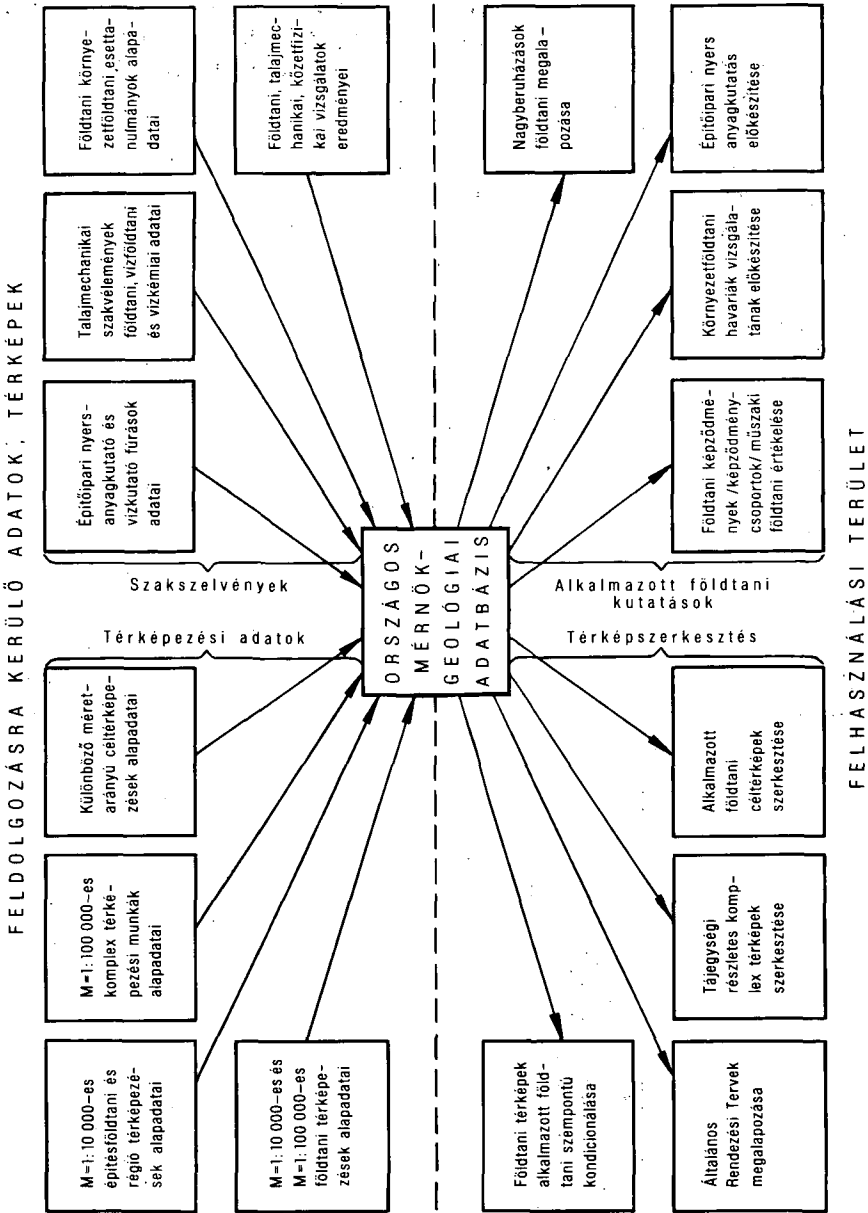 FELDOLGOZÁSRA KERÜLŐ ADATOK, TÉRKÉPEK
M=1:10 000-es
építésföldtani és
régió térképezé-
sek alapadatai
M=1:100 000-es
komplex térké-
pezési munkák
alapadatai
Különböző méret-
arányú céltérképe-
zések alapadatai
Építőipari nyers-
anyagkutató és
vízkutató fúrások
adatai
Talajmechanikai
szakvélemények
földtani, vízföldtani
és vízkémiai adatai
Földtani környe-
zetföldtani, esetta-
nulmányok alapa-
datai
M=1:10 000-es és
M=1:100 000-es
földtani térképe-
zések alapadatai
Földtani, talajmec-
hanikai, kőzetfizi-
kai vizsgálatok
eredményei
Térképezési adatok
Szakszelvények
ORSZÁGOS
MÉRNÖK-
GEOLÓGIAI
ADATBÁZIS
Térképszerkesztés
Alkalmazott földtani
kutatások
Földtani térképek
alkalmazott föld-
tani szempontú
kondicionálása
Nagyberuházások
földtani megala-
pozása
Általános
Rendezési Tervek
megalapozása
Tájegységi
részletes komp-
lex térképek
szerkesztése
Alkalmazott
földtani
céltérképek
szerkesztése
Földtani képződmé-
nyek /képződmény-
csoportok/ műszaki
földtani értékelése
Környezetföldtani
havariák vizsgála-
tának előkészítése
Építőipari nyers
anyagkutatás
előkészítése
FELHASZNÁLÁSI TERÜLET